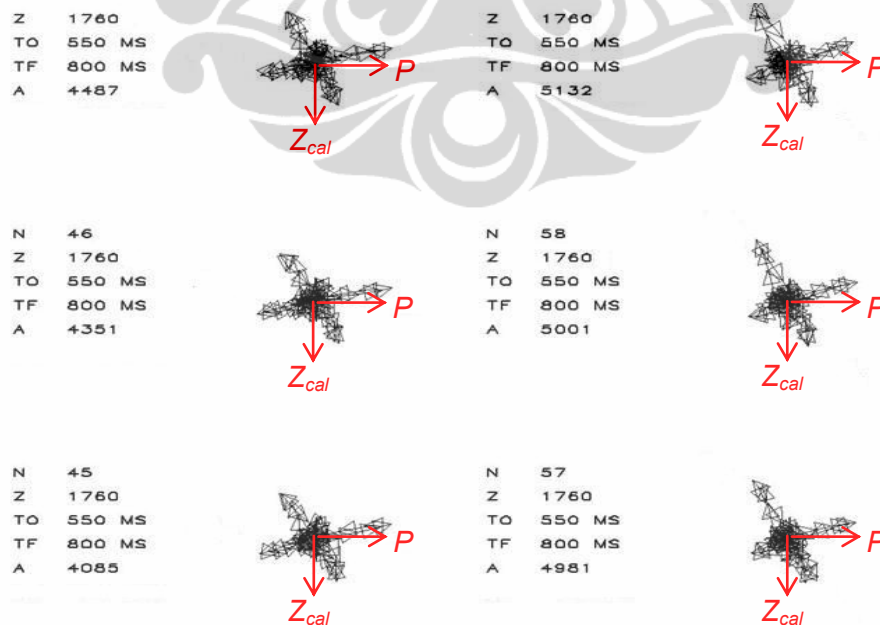 Z 1760
TO 550 MS
TF 800 MS
A 4487
P
Zcal
Z 1760
TO 550 MS
TF 800 MS
A 5132
P
Zcal
N 46
Z 1760
TO 550 MS
TF 800 MS
A 4351
P
Zcal
N 58
Z 1760
TO 550 MS
TF 800 MS
A 5001
P
Zcal
N 45
Z 1760
TO 550 MS
TF 800 MS
A 4085
P
Zcal
N 57
Z 1760
TO 550 MS
TF 800 MS
A 4981
P
Zcal